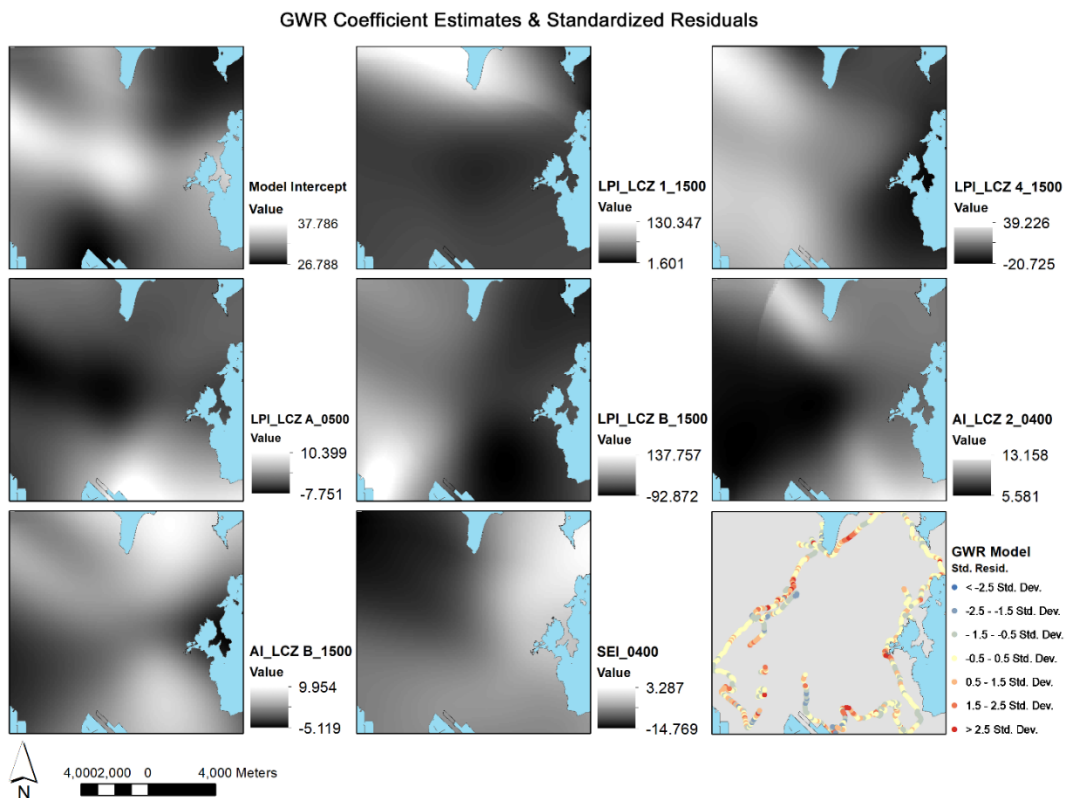 GWR Coefficient Estimates & Standardized Residuals
Model Intercept
Value
37.786
26.788
LPI_LCZ 1_1500
Value
130.347
1.601
LPI_LCZ 4_1500
Value
39.226
-20.725
LPI_LCZ A_0500
Value
10.399
-7.751
LPI_LCZ B_1500
Value
137.757
-92.872
AI_LCZ 2_0400
Value
13.158
5.581
AI_LCZ B_1500
Value
9.954
-5.119
SEI_0400
Value
3.287
-14.769
GWR Model
Std. Resid.
< -2.5 Std. Dev.
-2.5 - -1.5 Std. Dev.
-1.5 - -0.5 Std. Dev.
-0.5 - 0.5 Std. Dev.
0.5 - 1.5 Std. Dev.
1.5 - 2.5 Std. Dev.
> 2.5 Std. Dev.
N
4,0002,000 0 4,000 Meters